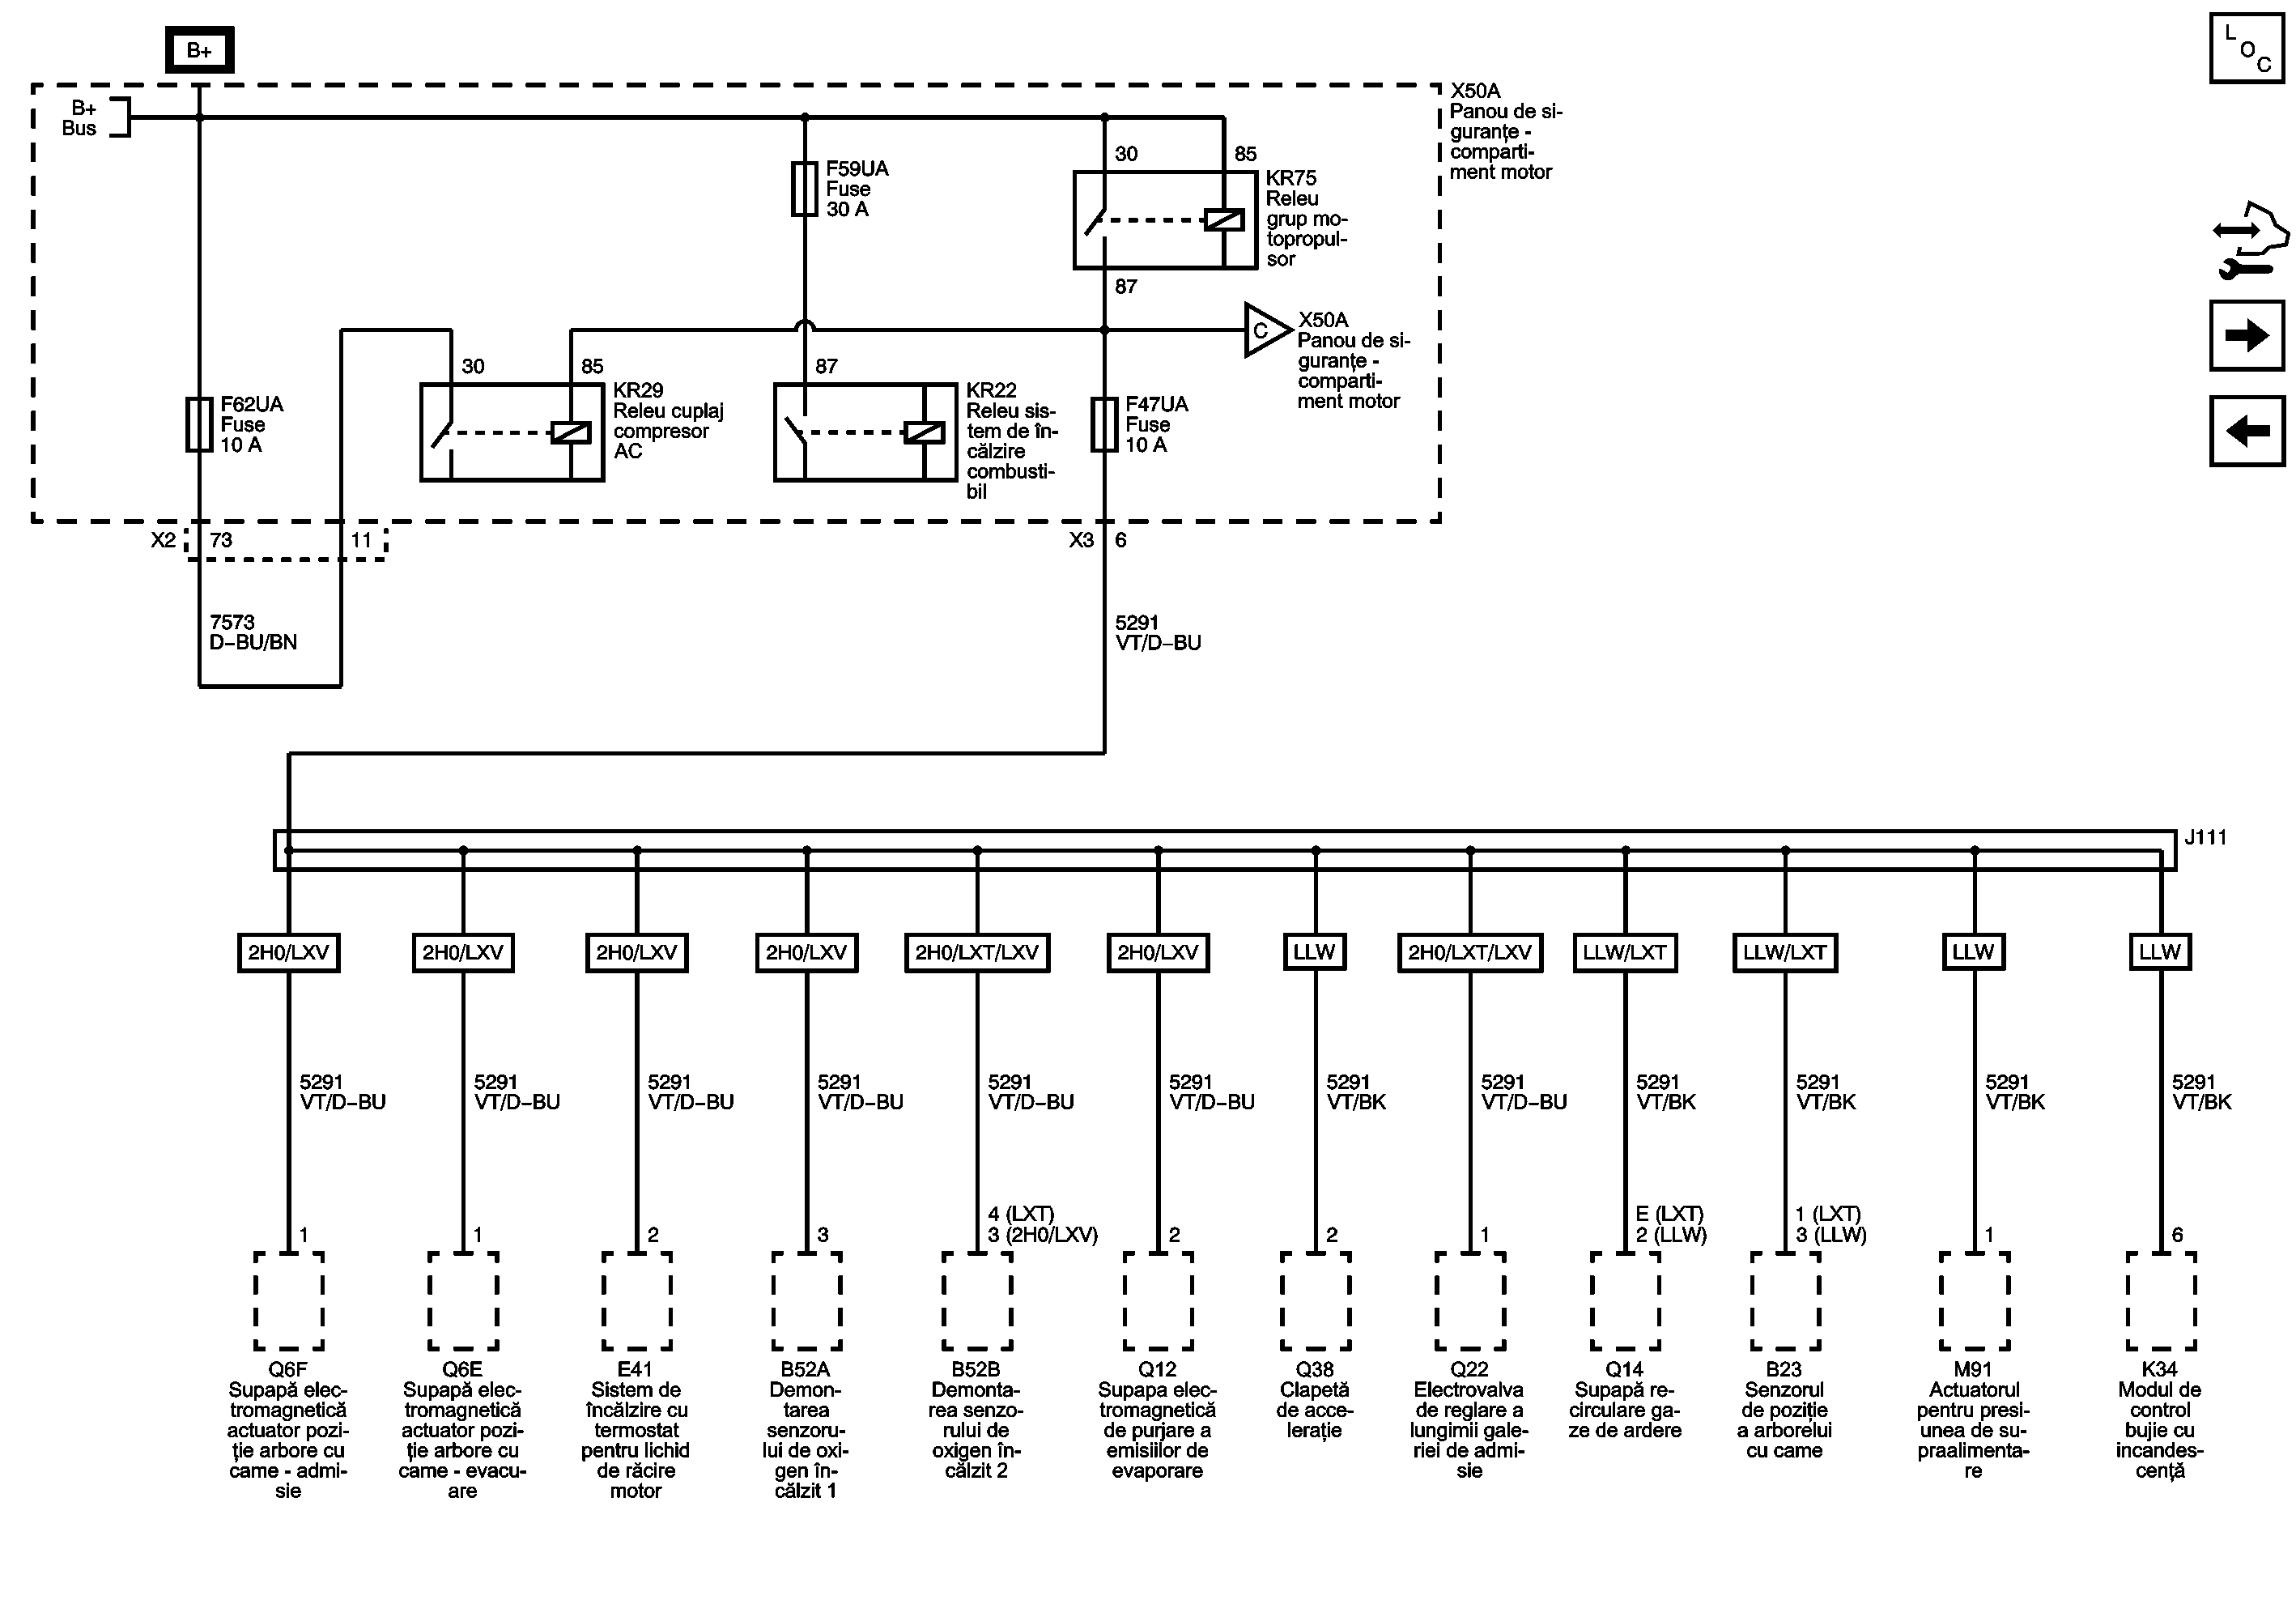 B+
B+
Bus
X50A
Panou de si-
guranțe -
comparti-
ment motor
L
O
C
F59UA
Fuse
30 A
30
85
KR75
Releu
grup mo-
topropul-
sor
87
C
X50A
Panou de si-
guranțe -
comparti-
ment motor
F62UA
Fuse
10 A
30
85
KR29
Releu cuplaj
compresor
AC
87
KR22
Releu sis-
tem de în-
călzire
combusti-
bil
F47UA
Fuse
10 A
X2
73
11
X3
6
7573
D-BU/BN
5291
VT/D-BU
J111
2H0/LXV
2H0/LXV
2H0/LXV
2H0/LXV
2H0/LXT/LXV
2H0/LXV
LLW
2H0/LXT/LXV
LLW/LXT
LLW/LXT
LLW
LLW
5291
VT/D-BU
5291
VT/D-BU
5291
VT/D-BU
5291
VT/D-BU
5291
VT/D-BU
5291
VT/D-BU
5291
VT/BK
5291
VT/D-BU
5291
VT/BK
5291
VT/BK
5291
VT/BK
5291
VT/BK
1
1
2
3
4 (LXT)
3 (2H0/LXV)
2
2
1
E (LXT)
2 (LLW)
1 (LXT)
3 (LLW)
1
6
Q6F
Supapă elec-
tromagnetică
actuator pozi-
ție arbore cu
came - admi-
sie
Q6E
Supapă elec-
tromagnetică
actuator pozi-
ție arbore cu
came - evacu-
are
E41
Sistem de
încălzire cu
termostat
pentru lichid
de răcire
motor
B52A
Demon-
tarea
senzoru-
lui de oxi-
gen în-
călzit 1
B52B
Demonta-
rea senzo-
rului de
oxigen în-
călzit 2
Q12
Supapa elec-
tromagnetică
de purjare a
emisiilor de
evaporare
Q38
Clapetă
de acce-
lerație
Q22
Electrovalva
de reglare a
lungimii gale-
riei de admi-
sie
Q14
Supapă re-
circulare ga-
ze de ardere
B23
Senzorul
de poziție
a arborelui
cu came
M91
Actuatorul
pentru presi-
unea de su-
praalimenta-
re
K34
Modul de
control
bujie cu
incandes-
cență